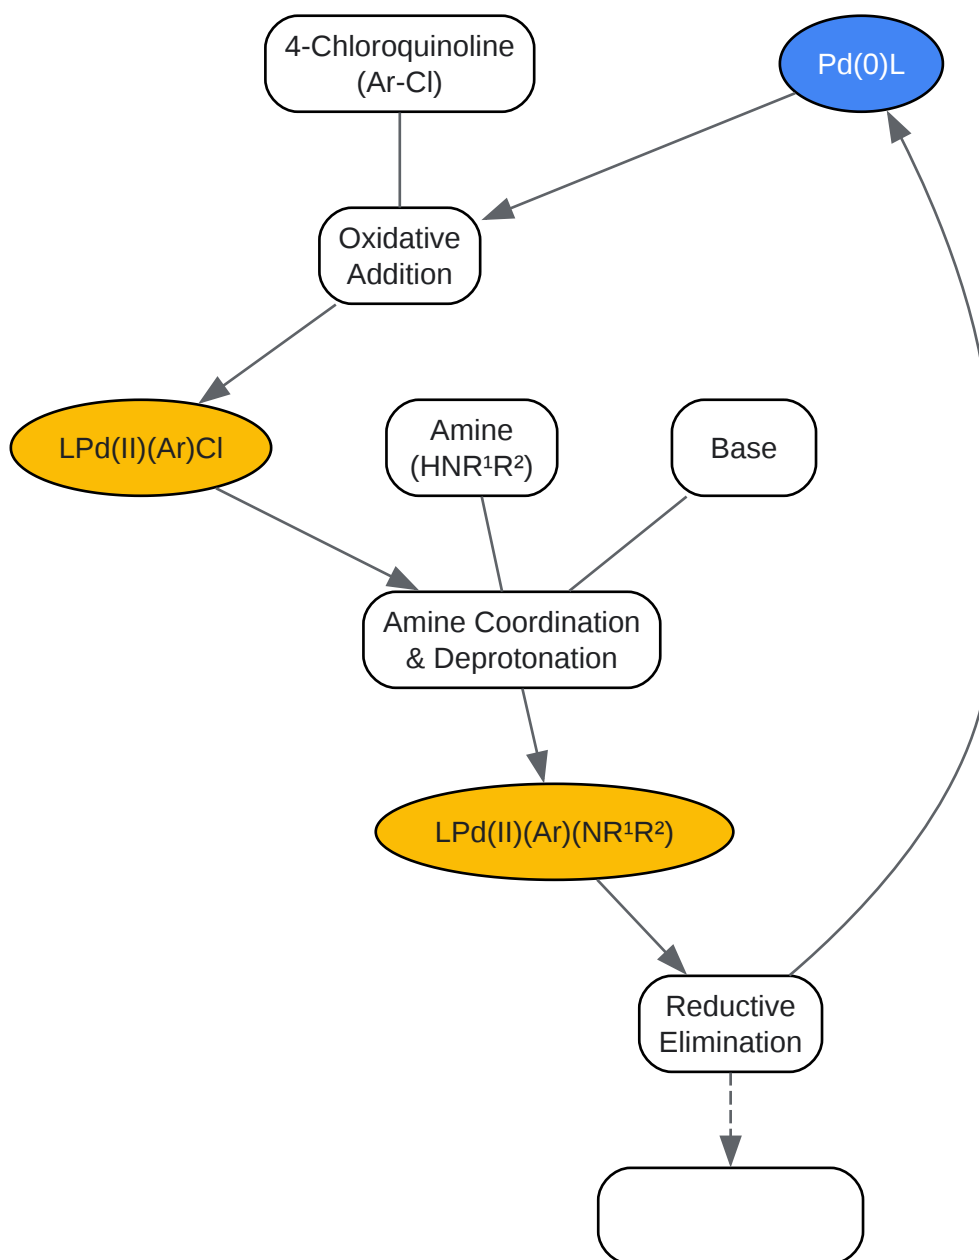 4-Chloroquinoline
(Ar-Cl)
Pd(0)L
Oxidative
Addition
LPd(II)(Ar)Cl
Amine
(HNR¹R²)
Base
Amine Coordination
& Deprotonation
LPd(II)(Ar)(NR¹R²)
Reductive
Elimination